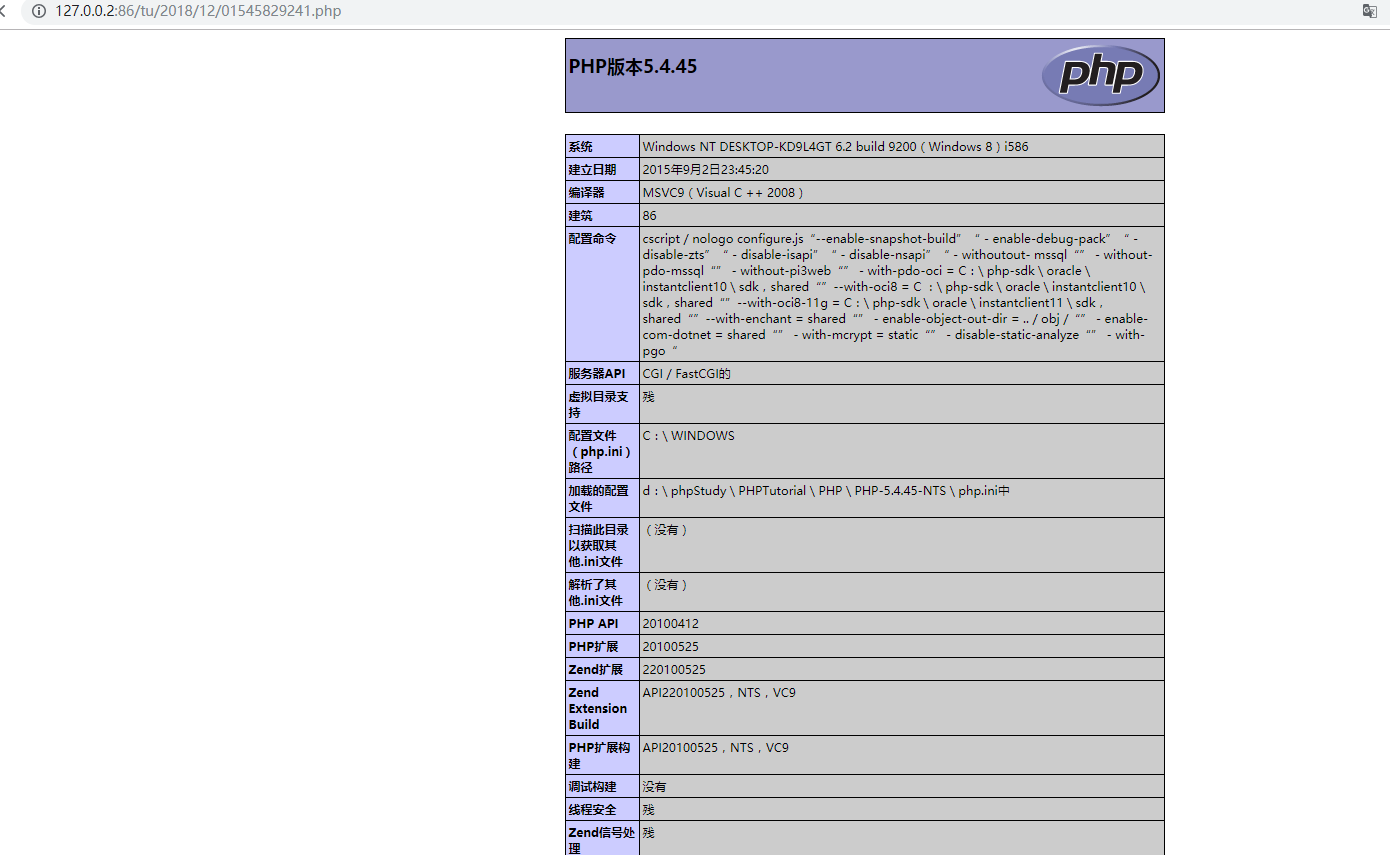 127.0.0.2:86/tu/2018/12/01545829241.php
PHP版本5.4.45
php
系统 Windows NT DESKTOP-KD9L4GT 6.2 build 9200（Windows 8）i586
建立日期 2015年9月2日23:45:20
编译器 MSVC9（Visual C ++ 2008）
建筑 86
配置命令 cscript / nologo configure.js“--enable-snapshot-build” “ - enable-debug-pack” “ -
disable-zts” “ - disable-isapi” “ - disable-nsapi” “ - withoutout- mssql “” - without-
pdo-mssql “” - without-pi3web “” - with-pdo-oci = C：\ php-sdk \ oracle \
instantclient10 \ sdk，shared “”--with-oci8 = C ：\ php-sdk \ oracle \ instantclient10 \
sdk，shared “”--with-oci8-11g = C：\ php-sdk \ oracle \ instantclient11 \ sdk，
shared “”--with-enchant = shared “” - enable-object-out-dir = .. / obj / “” - enable-
com-dotnet = shared “” - with-mcrypt = static “” - disable-static-analyze “” - with-
pgo “
服务器API CGI / FastCGI的
虚拟目录支 残
持
配置文件 C：\ WINDOWS
（php.ini）
路径
加载的配置 d：\ phpStudy \ PHPTutorial \ PHP \ PHP-5.4.45-NTS \ php.ini中
文件
扫描此目录 （没有）
以获取其
他.ini文件
解析了其 （没有）
他.ini文件
PHP API 20100412
PHP扩展 20100525
Zend扩展 220100525
Zend API220100525，NTS，VC9
Extension
Build
PHP扩展构 API20100525，NTS，VC9
建
调试构建 没有
线程安全 残
Zend信号处 残
理